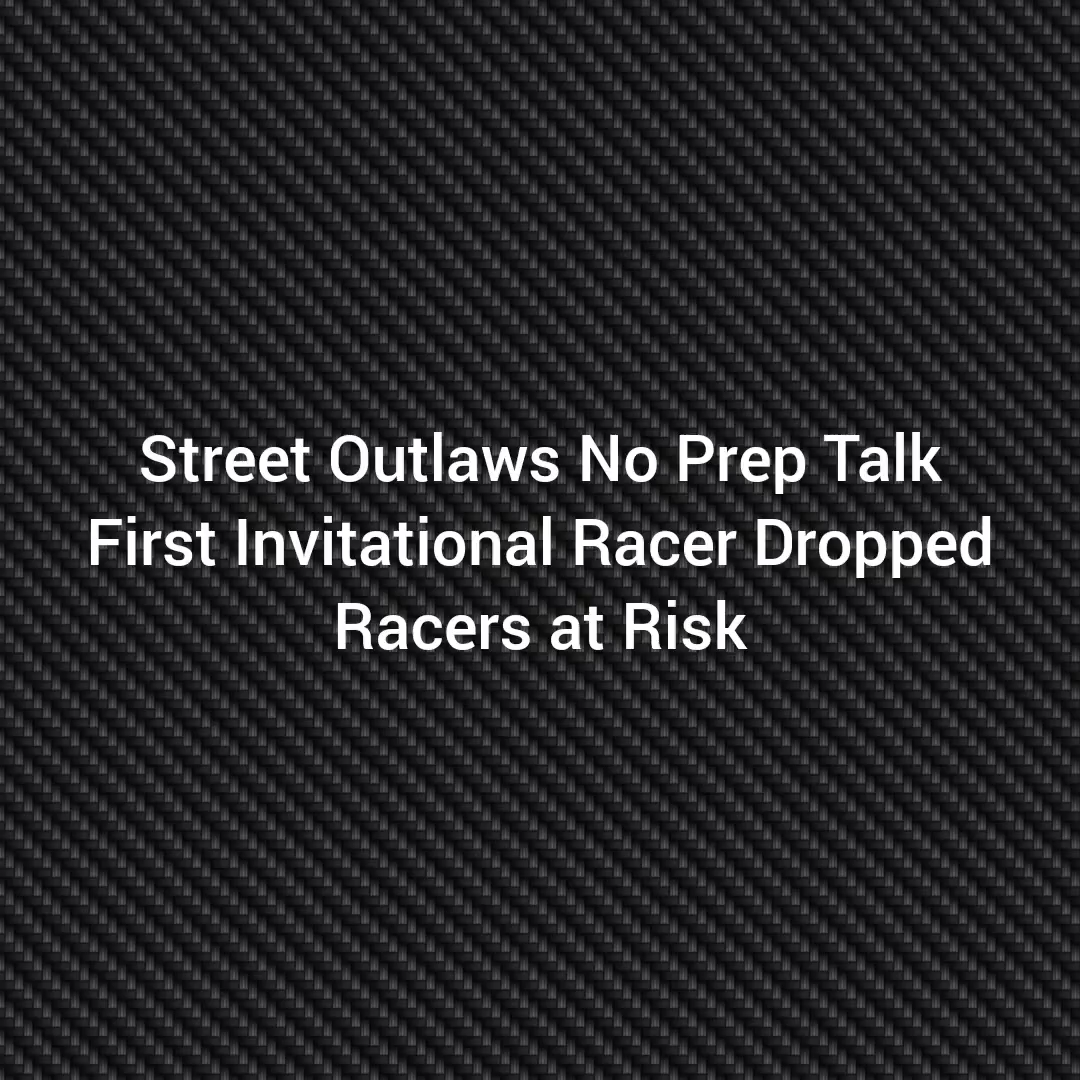 Street Outlaws No Prep Talk
First Invitational Racer Dropped
Racers at Risk